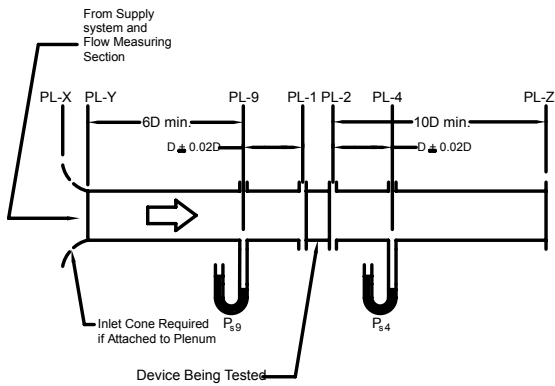 From Supply
system and
Flow Measuring
Section
PL-X PL-Y PL-9 PL-1 PL-2 PL-4 PL-Z
6D min. 10D min.
D ± 0.02D D ± 0.02D
Inlet Cone Required
if Attached to Plenum
Ps9 Ps4
Device Being Tested